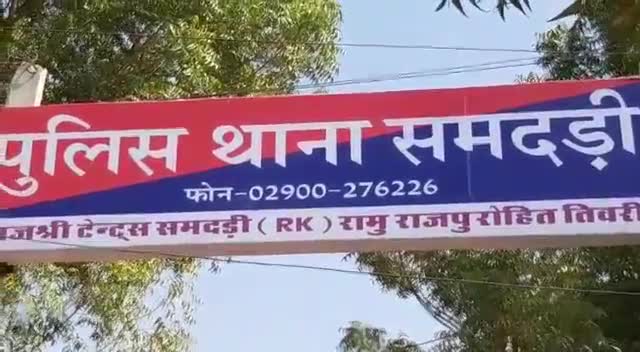 पुलिस थाना समदड़ी
फोन-02900-276226
टेन्ट्स समदड़ी ( RK ) रामु राजपुरोहित तिवरी